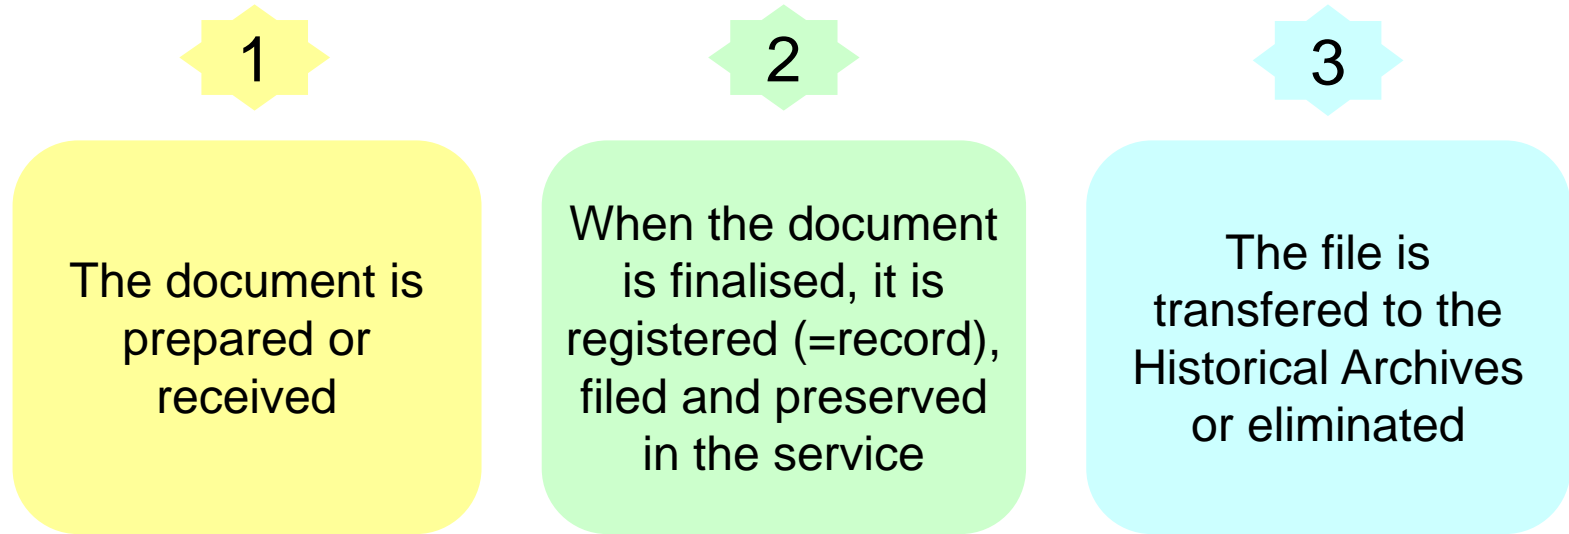 1
The document is
prepared or
received
2
When the document
is finalised, it is
registered (=record),
filed and preserved
in the service
3
The file is
transfered to the
Historical Archives
or eliminated